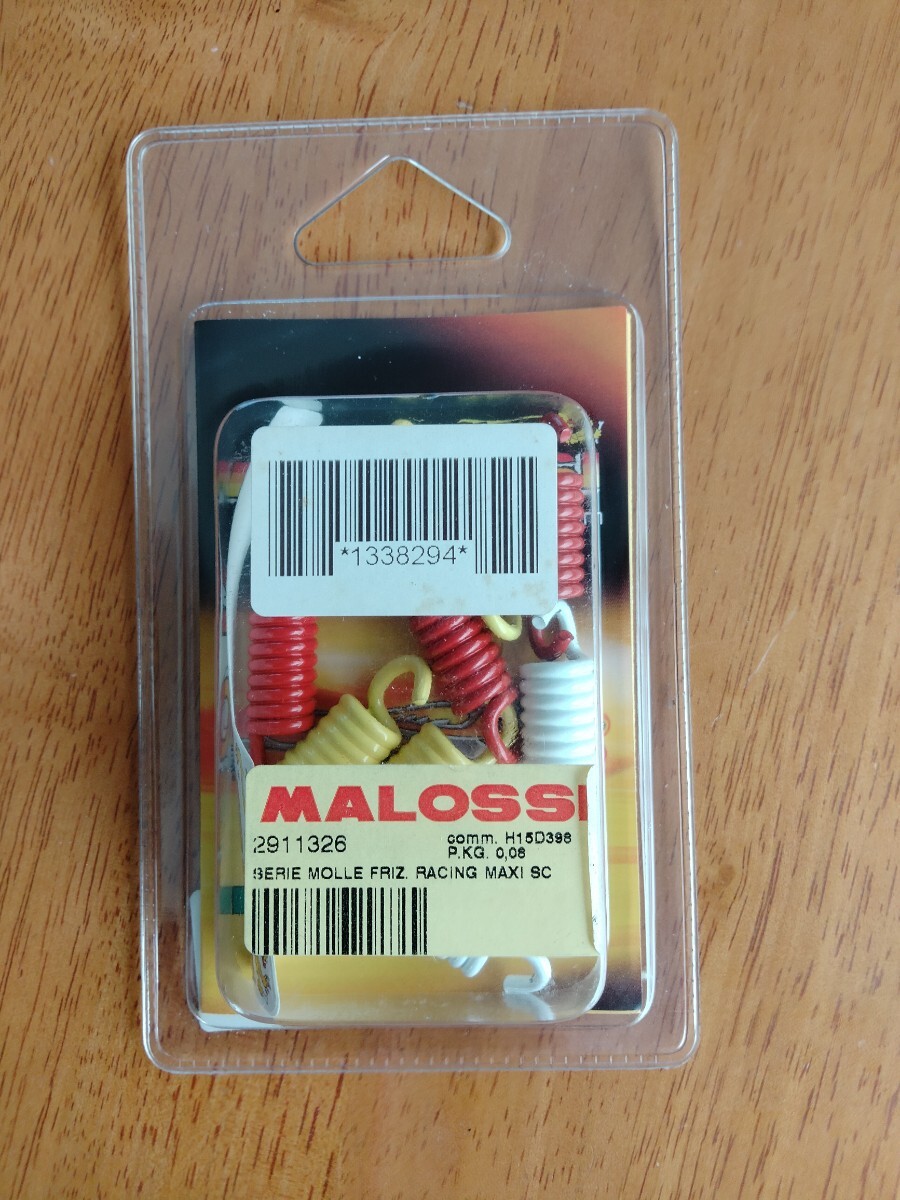 *1338294*
MALOSSI
2911326
comm. H15D398
P.KG. 0,08
SERIE MOLLE FRIZ. RACING MAXI SC